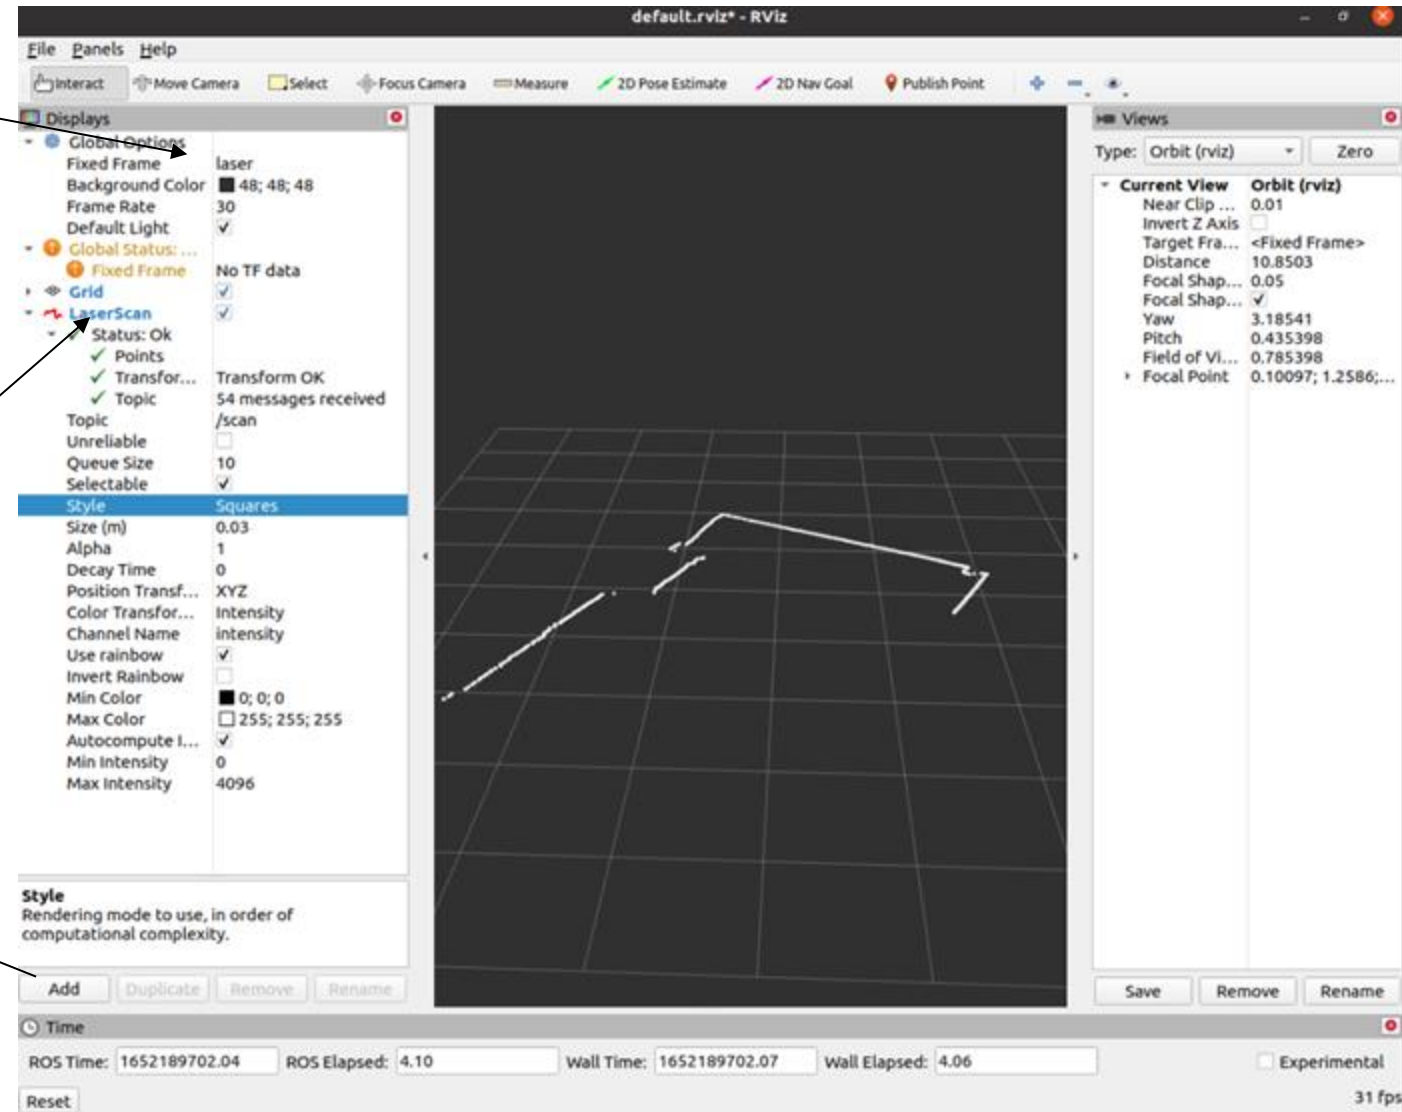 default.rviz* - RViz
File Panels Help
Interact Move Camera Select Focus Camera Measure 2D Pose Estimate 2D Nav Goal Publish Point
Displays
Global Options
Fixed Frame laser
Background Color 48; 48; 48
Frame Rate 30
Default Light
Global Status: ...
Fixed Frame No TF data
Grid
LaserScan
Status: Ok
Points
Transfor... Transform OK
Topic 54 messages received
Topic /scan
Unreliable
Queue Size 10
Selectable
Style Squares
Size (m) 0.03
Alpha 1
Decay Time 0
Position Transf... XYZ
Color Transfor... Intensity
Channel Name intensity
Use rainbow
Invert Rainbow
Min Color 0; 0; 0
Max Color 255; 255; 255
Autocompute I...
Min Intensity 0
Max Intensity 4096
Style
Rendering mode to use, in order of
computational complexity.
Add Duplicate Remove Rename
Views
Type: Orbit (rviz) Zero
Current View Orbit (rviz)
Near Clip ... 0.01
Invert Z Axis
Target Fra... <Fixed Frame>
Distance 10.8503
Focal Shap... 0.05
Focal Shap...
Yaw 3.18541
Pitch 0.435398
Field of Vi... 0.785398
Focal Point 0.10097; 1.2586;...
Save Remove Rename
Time
ROS Time: 1652189702.04 ROS Elapsed: 4.10 Wall Time: 1652189702.07 Wall Elapsed: 4.06 Experimental
Reset 31 fps